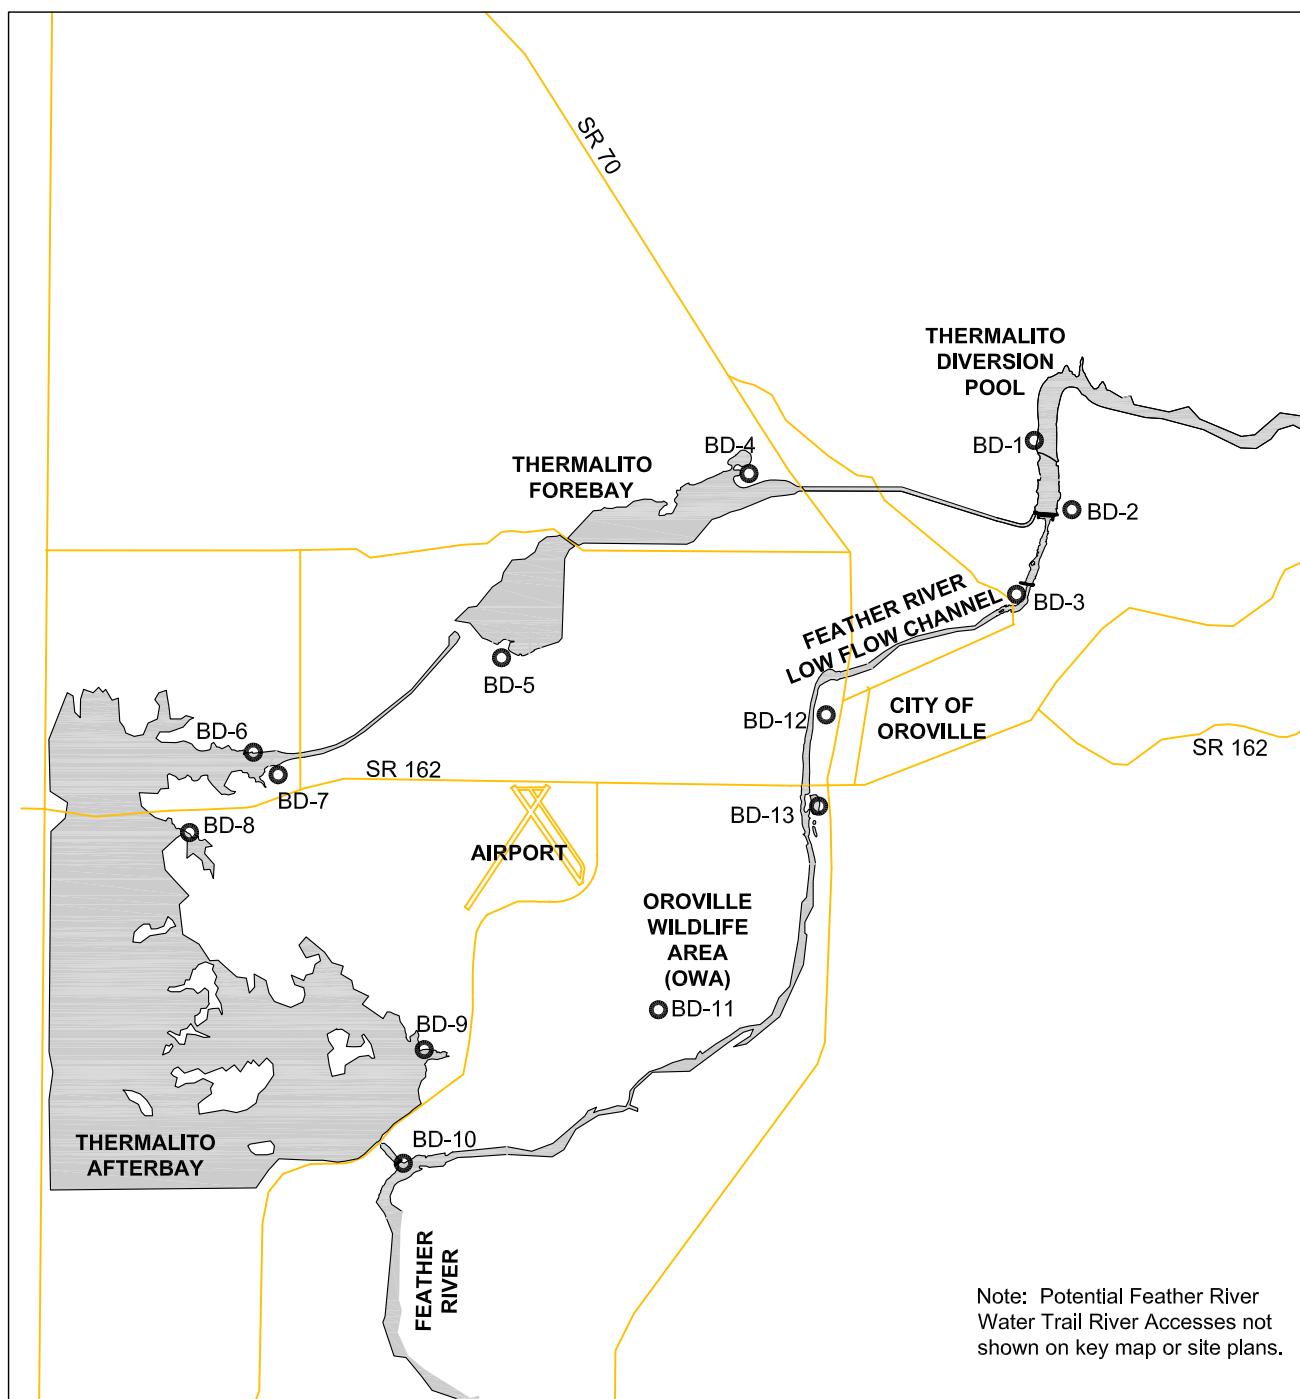 SR 70
THERMALITO
DIVERSION
POOL
BD-1
BD-4
THERMALITO
FOREBAY
BD-2
BD-3
FEATHER RIVER
LOW FLOW CHANNEL
BD-5
CITY OF
OROVILLE
BD-12
BD-6
SR 162
SR 162
BD-7
BD-13
BD-8
AIRPORT
OROVILLE
WILDLIFE
AREA
(OWA)
BD-11
BD-9
THERMALITO
AFTERBAY
BD-10
FEATHER
RIVER
Note: Potential Feather River
Water Trail River Accesses not
shown on key map or site plans.